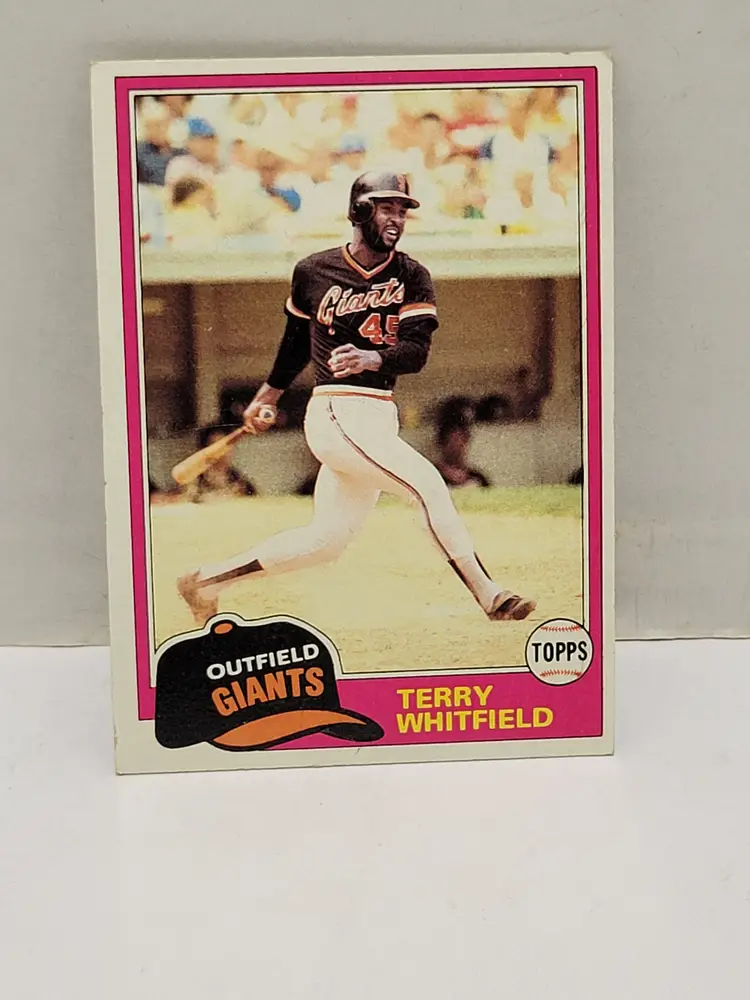 Giants
45
TOPPS
OUTFIELD
GIANTS
TERRY
WHITFIELD